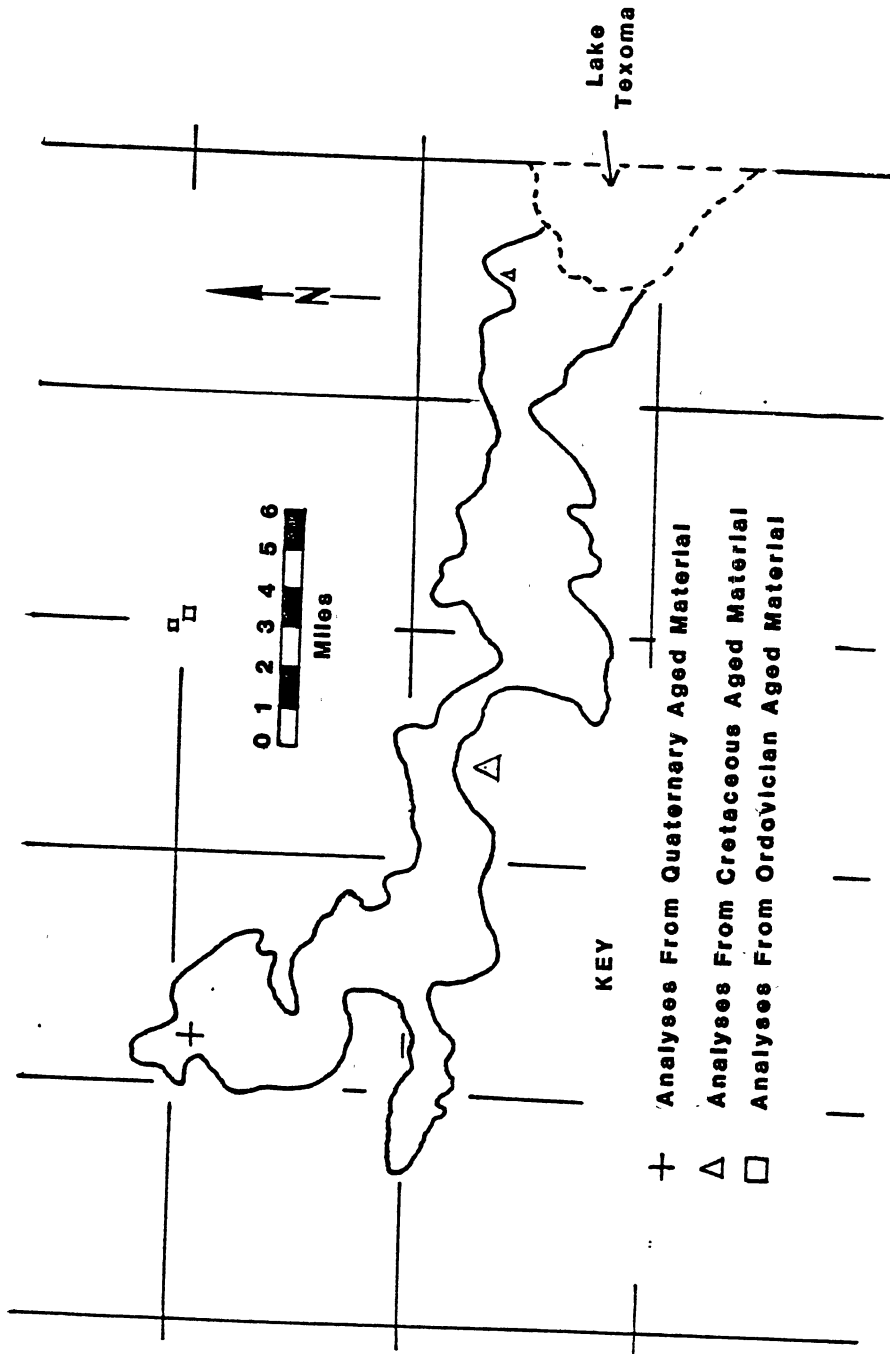 Lake
Texoma
N
0 1 2 3 4 5 6
Miles
KEY
Analyses From Quaternary Aged Material
Analyses From Cretaceous Aged Material
Analyses From Ordovician Aged Material